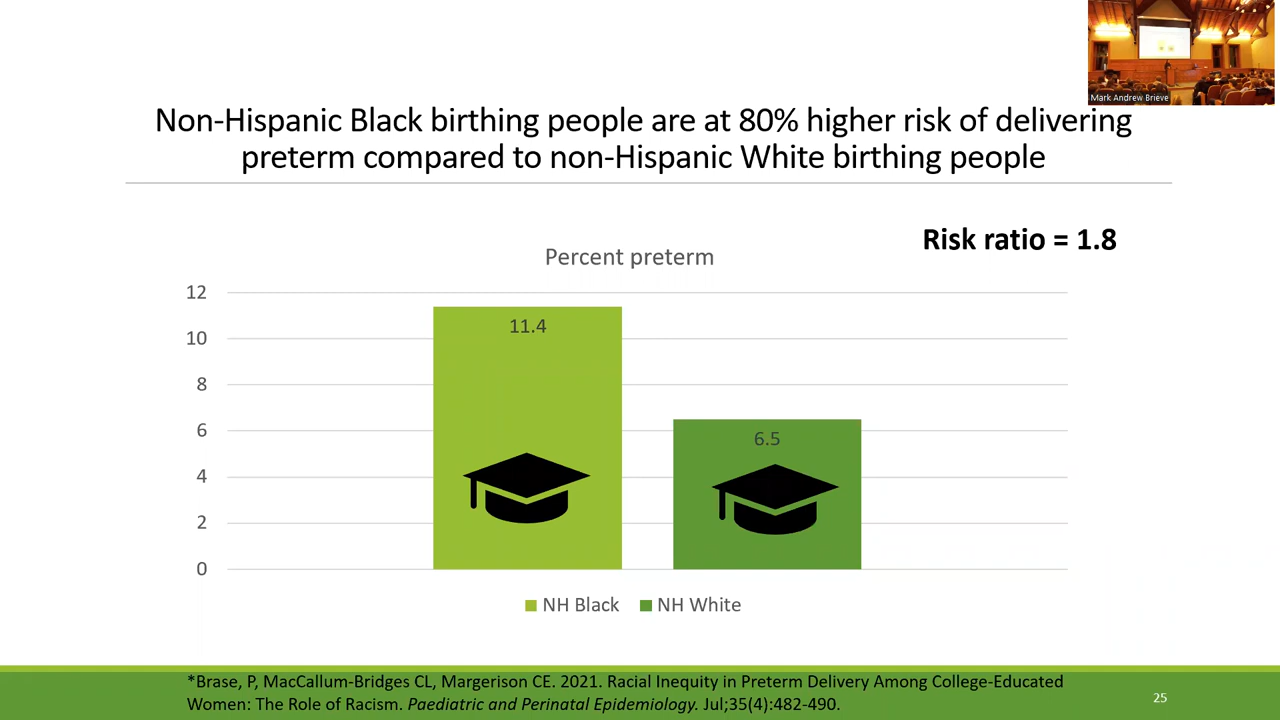 Mark Andrew Brieve
Non-Hispanic Black birthing people are at 80% higher risk of delivering
preterm compared to non-Hispanic White birthing people
Risk ratio = 1.8
Percent preterm
12
10
8
6
4
2
0
11.4
6.5
NH Black
NH White
*Brase, P, MacCallum-Bridges CL, Margerison CE. 2021. Racial Inequity in Preterm Delivery Among College-Educated
Women: The Role of Racism. Paediatric and Perinatal Epidemiology. Jul;35(4):482-490.
25